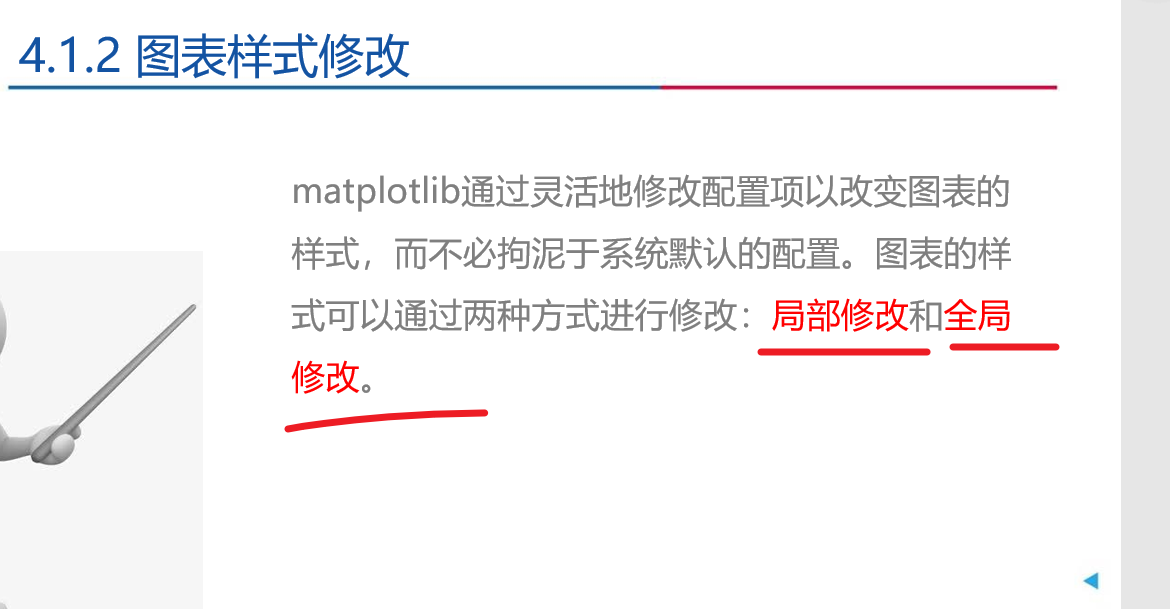 4.1.2 图表样式修改
matplotlib通过灵活地修改配置项以改变图表的
样式，而不必拘泥于系统默认的配置。图表的样
式可以通过两种方式进行修改：局部修改和全局
修改。